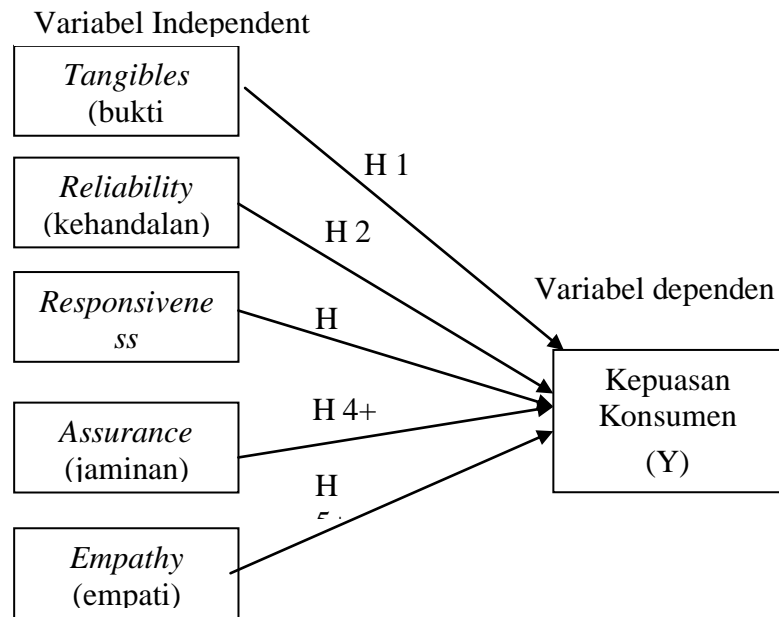 Variabel Independent
Tangibles
(bukti
H 1
Reliability
(kehandalan)
H 2
Variabel dependen
Responsivene
ss
H
Kepuasan
Konsumen
(Y)
Assurance
(jaminan)
H 4+
H
Empathy
(empati)